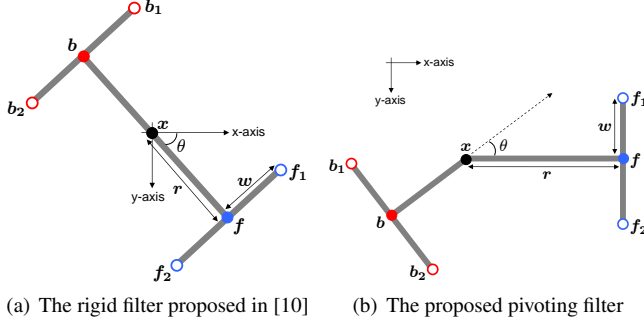 b₁
b
b₂
x
x-axis
θ
y-axis
r
w
f₁
f
f₂
x-axis
y-axis
x
θ
r
w
f₁
f
f₂
b₁
b
b₂
(a) The rigid filter proposed in [10]
(b) The proposed pivoting filter